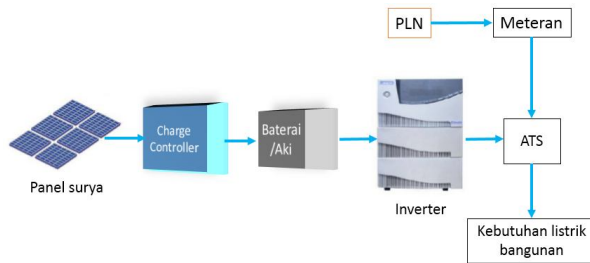 PLN
Meteran
Charge
Controller
Baterai
/Aki
ATS
Panel surya
Inverter
Kebutuhan listrik
bangunan